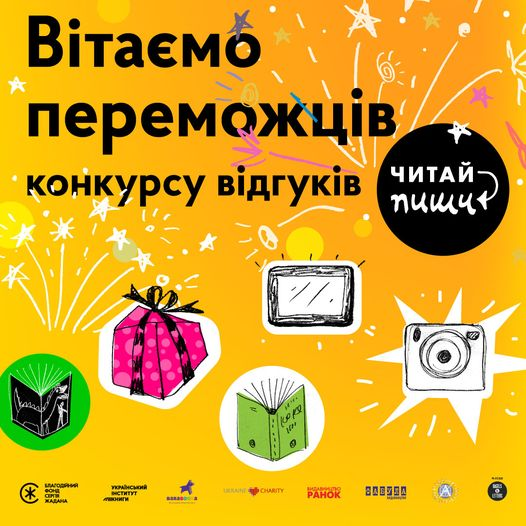 Вітаємо
переможців
конкурсу відгуків
ЧИТАЙ
пиши
БЛАГОДІЙНИЙ
ФОНД
СЕРГІЯ
ЖАДАНА
УКРАЇНСЬКИЙ
ІНСТИТУТ
КНИГИ
UKRAINE CHARITY
ВИДАВНИЦТВО
РАНОК